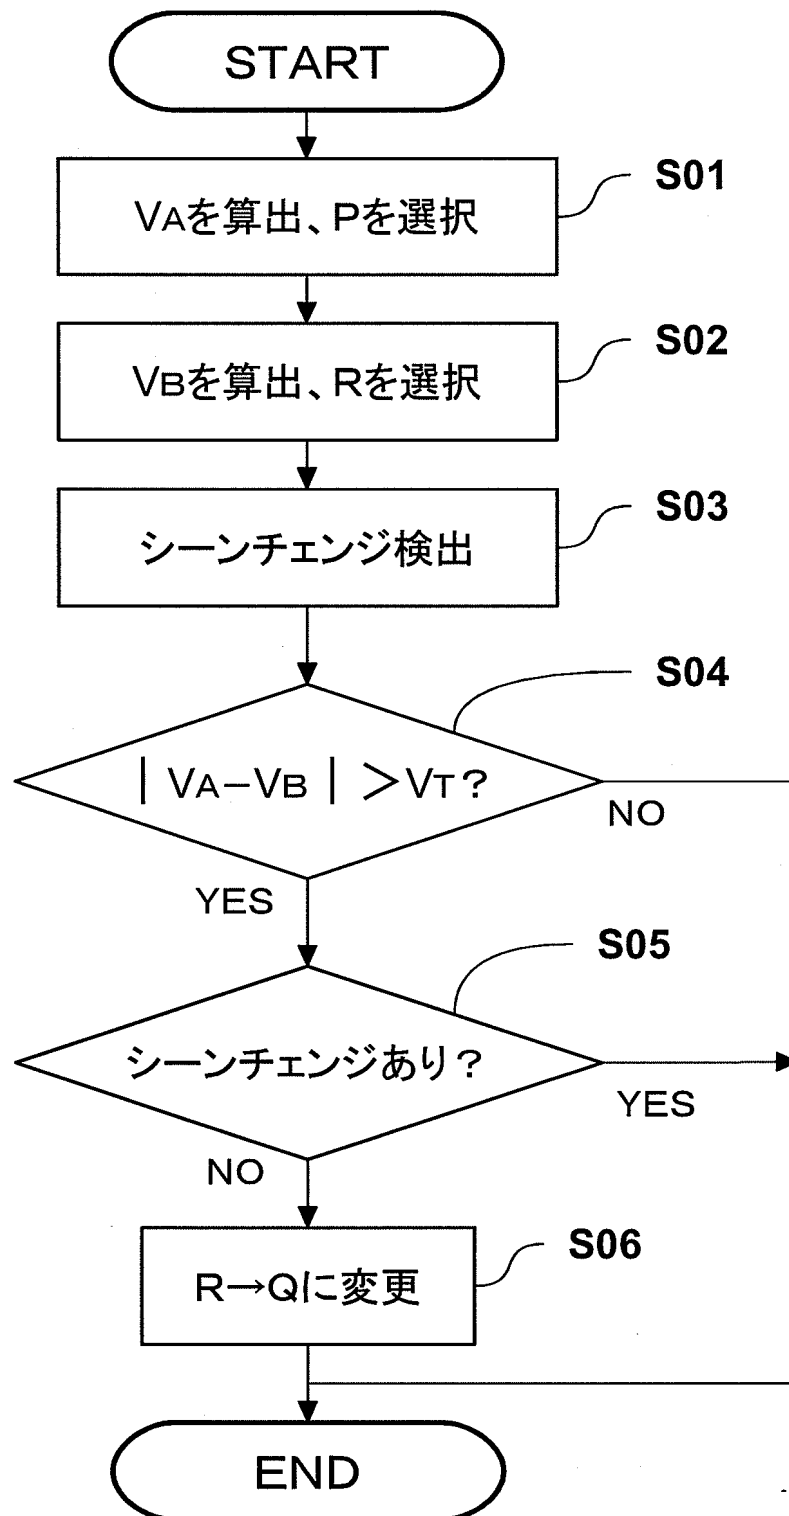 START
VAを算出、Pを選択
S01
VBを算出、Rを選択
S02
シーンチェンジ検出
S03
S04
| VA−VB | ＞VT？
NO
YES
S05
シーンチェンジあり？
YES
NO
S06
R→Qに変更
END